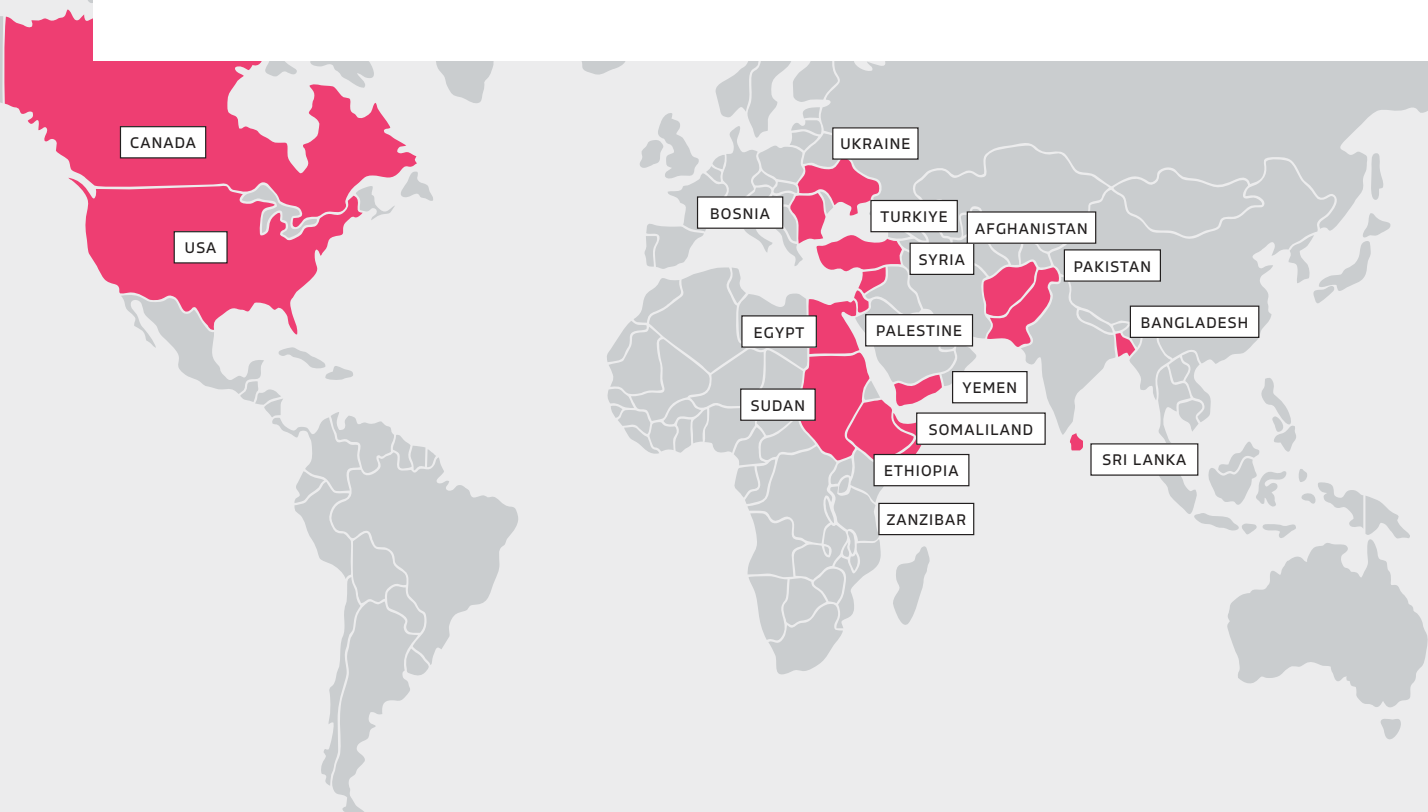 CANADA
UKRAINE
BOSNIA
TURKIYE
AFGHANISTAN
USA
SYRIA
PAKISTAN
EGYPT
PALESTINE
BANGLADESH
YEMEN
SUDAN
SOMALILAND
SRI LANKA
ETHIOPIA
ZANZIBAR